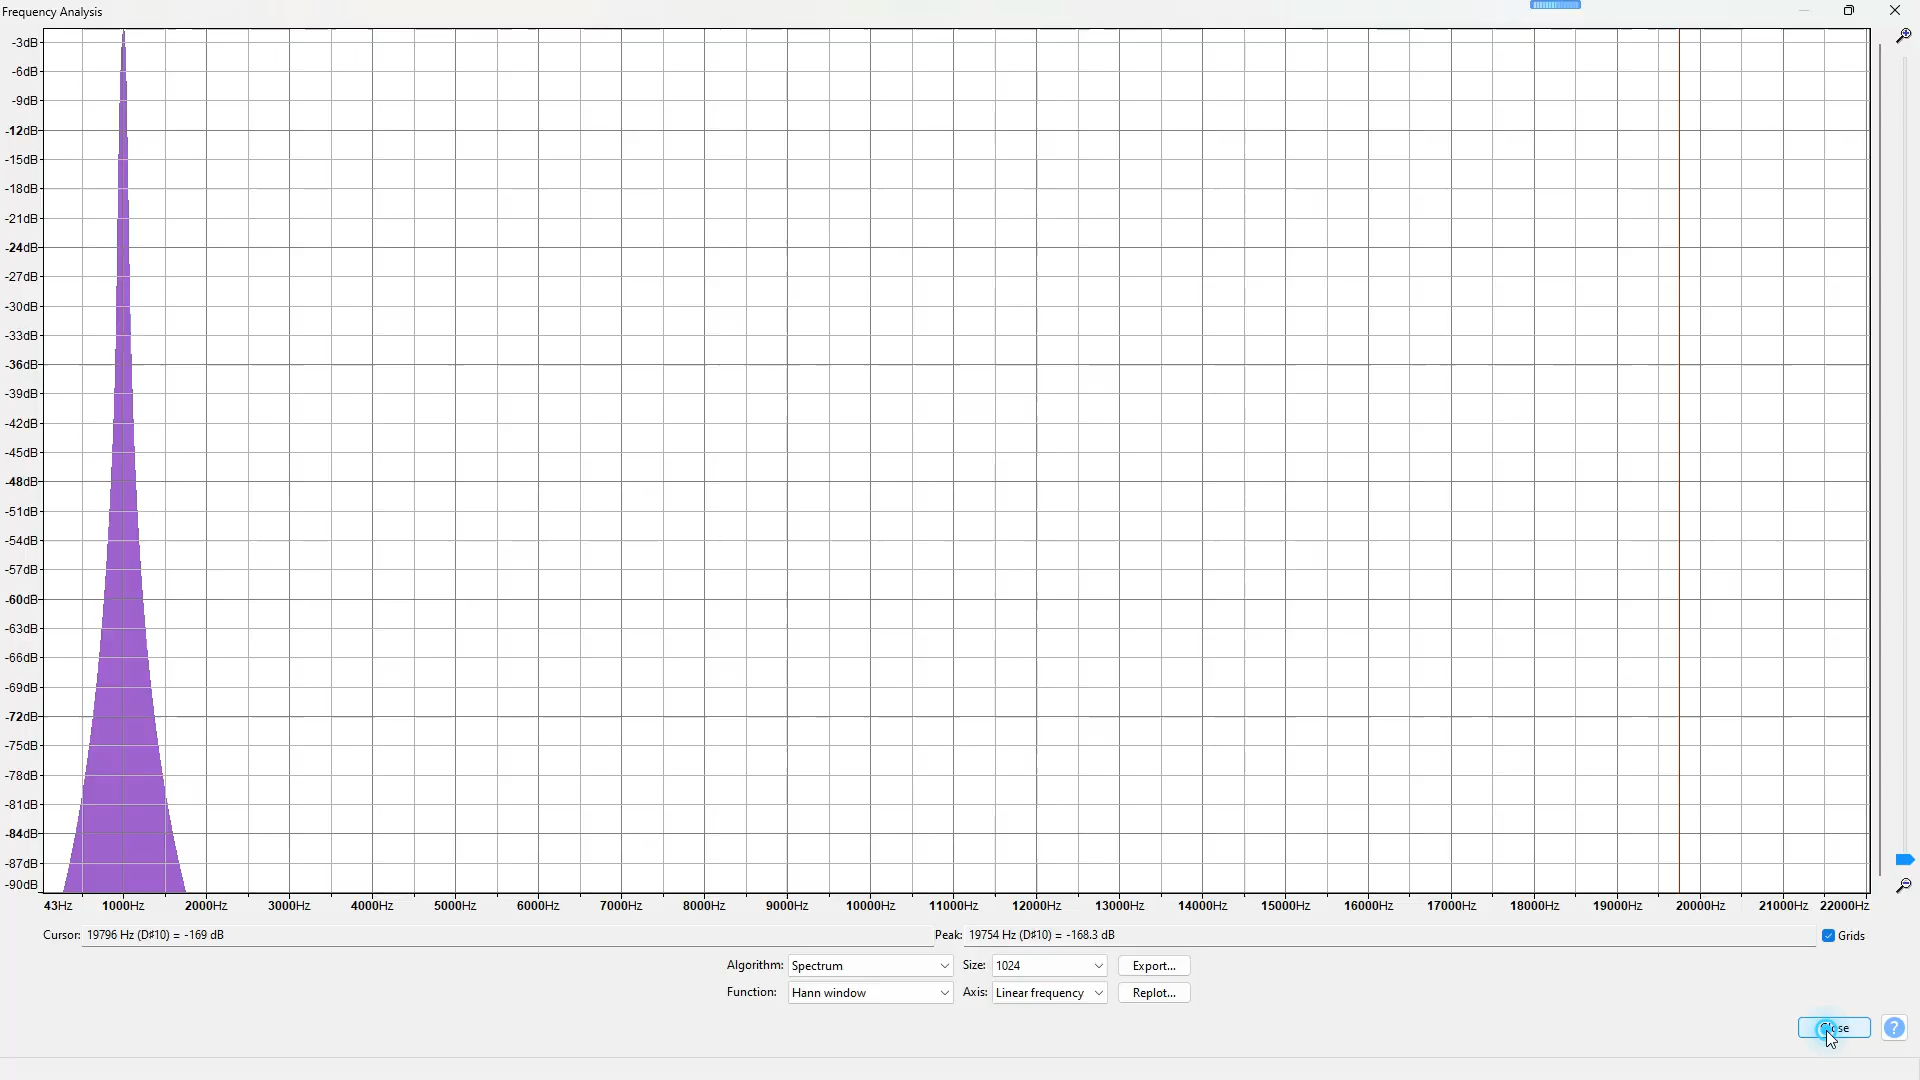 Frequency Analysis
-3dB
-6dB
-9dB
-12dB
-15dB
-18dB
-21dB
-24dB
-27dB
-30dB
-33dB
-36dB
-39dB
-42dB
-45dB
-48dB
-51dB
-54dB
-57dB
-60dB
-63dB
-66dB
-69dB
-72dB
-75dB
-78dB
-81dB
-84dB
-87dB
-90dB
43Hz 1000Hz 2000Hz 3000Hz 4000Hz 5000Hz 6000Hz 7000Hz 8000Hz 9000Hz 10000Hz 11000Hz 12000Hz 13000Hz 14000Hz 15000Hz 16000Hz 17000Hz 18000Hz 19000Hz 20000Hz 21000Hz 22000Hz
Cursor: 19796 Hz (D#10) = -169 dB Peak: 19754 Hz (D#10) = -168.3 dB Grids
Algorithm: Spectrum Size: 1024 Export...
Function: Hann window Axis: Linear frequency Replot...
Close ?